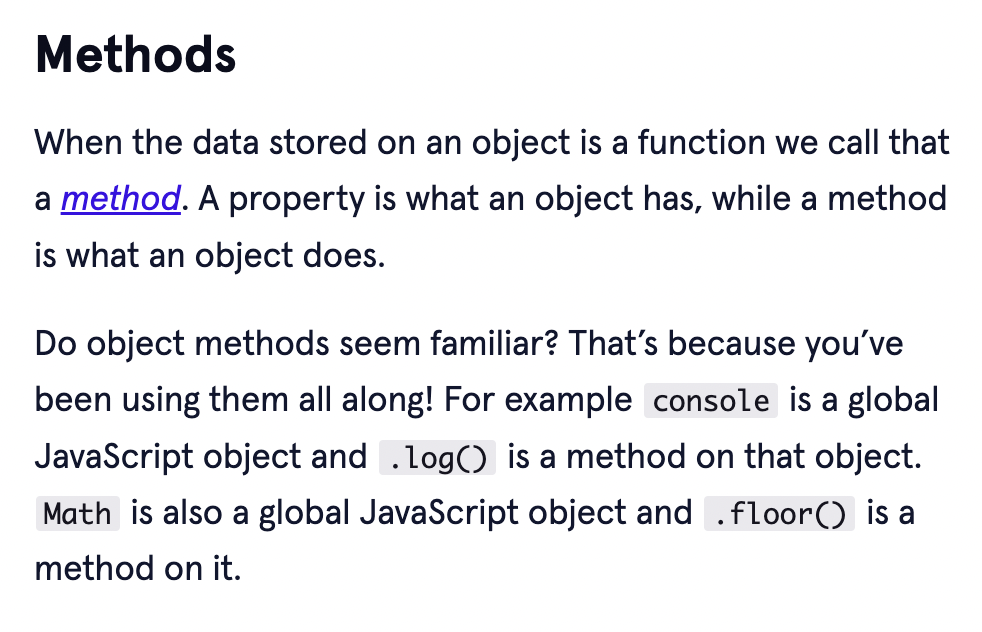 Methods
When the data stored on an object is a function we call that
a method. A property is what an object has, while a method
is what an object does.
Do object methods seem familiar? That’s because you’ve
been using them all along! For example console is a global
JavaScript object and .log() is a method on that object.
Math is also a global JavaScript object and .floor() is a
method on it.